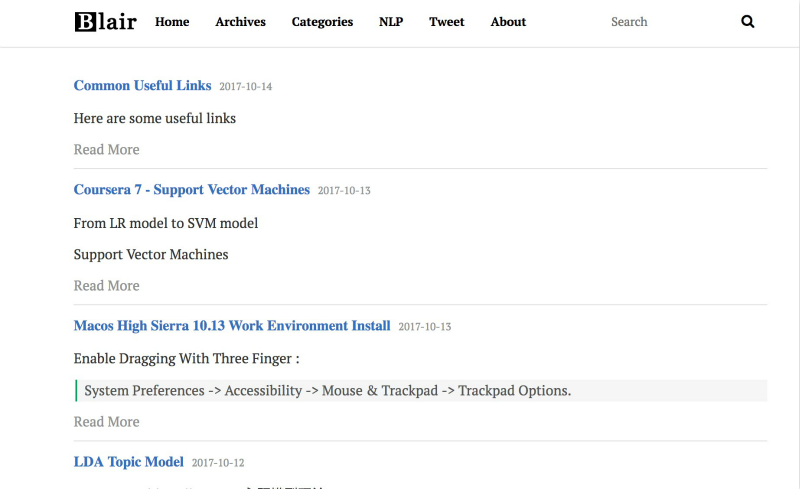 Blair Home Archives Categories NLP Tweet About Search
Common Useful Links 2017-10-14
Here are some useful links
Read More
Coursera 7 - Support Vector Machines 2017-10-13
From LR model to SVM model
Support Vector Machines
Read More
Macos High Sierra 10.13 Work Environment Install 2017-10-13
Enable Dragging With Three Finger :
System Preferences -> Accessibility -> Mouse & Trackpad -> Trackpad Options.
Read More
LDA Topic Model 2017-10-12